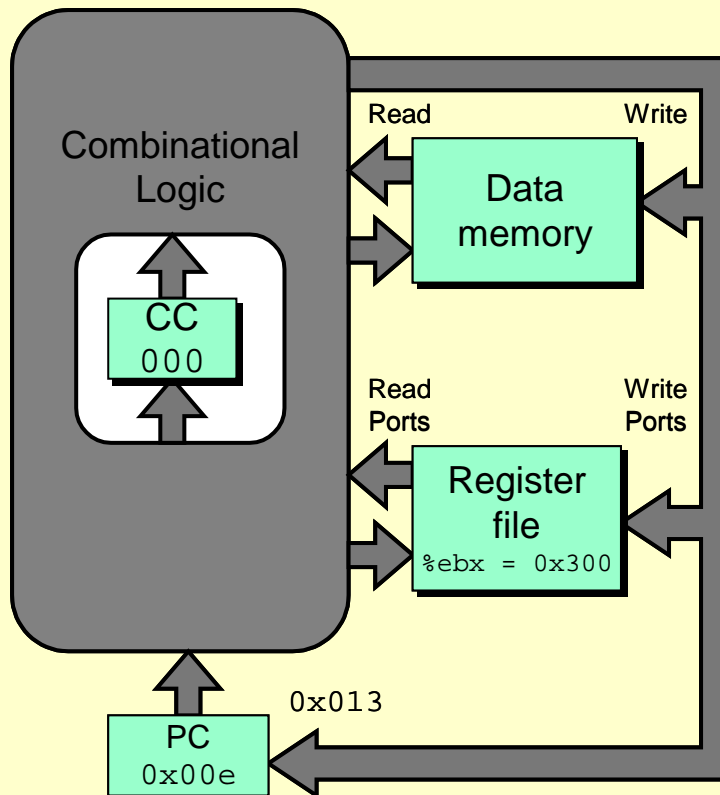 Combinational
Logic
CC
000
Read
Write
Data
memory
Read
Ports
Write
Ports
Register
file
%ebx = 0x300
0x013
PC
0x00e